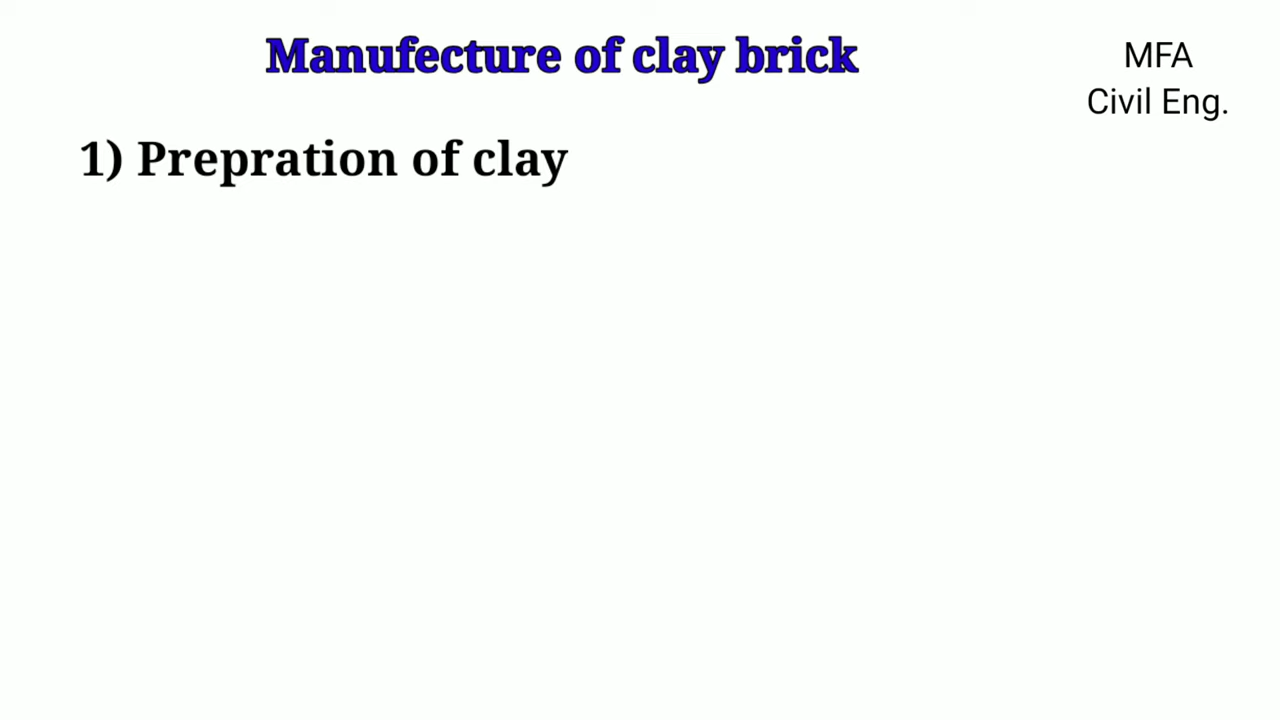 Manufecture of clay brick
MFA
Civil Eng.
1) Prepration of clay